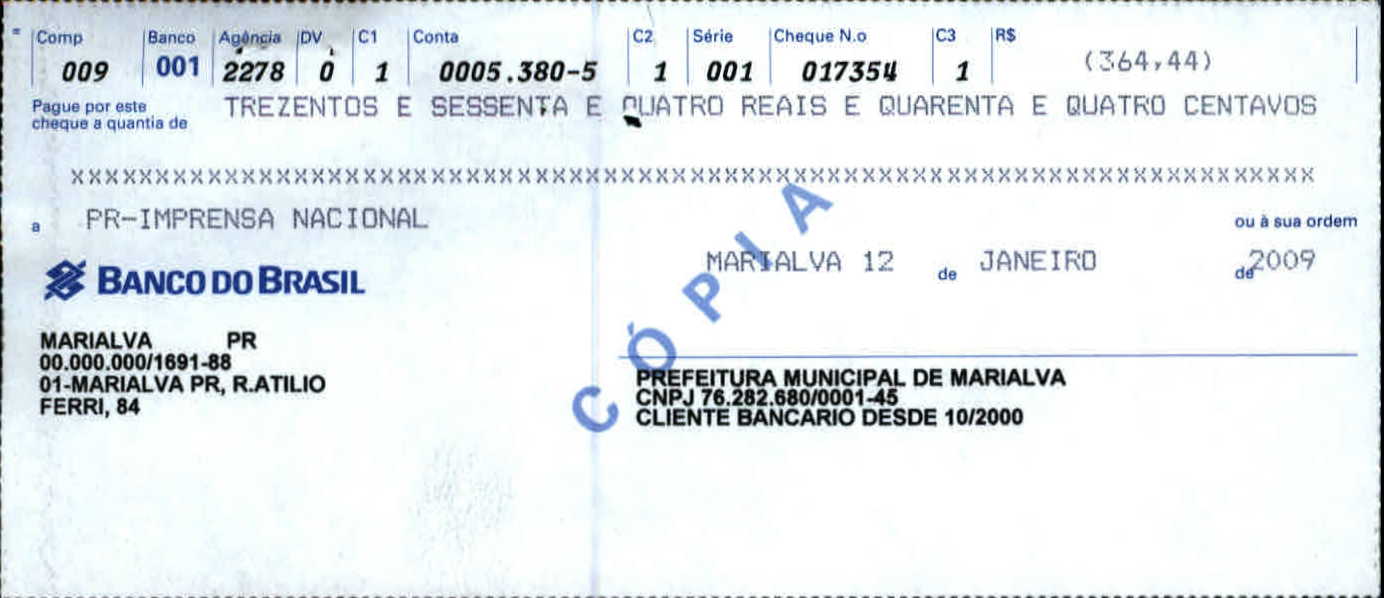 Comp Banco Agência DV C1 Conta C2 Série Cheque N.o C3 R$
009 001 2278 0 1 0005.380-5 1 001 017354 1 (364,44)
Pague por este
cheque a quantia de TREZENTOS E SESSENTA E QUATRO REAIS E QUARENTA E QUATRO CENTAVOS
XXXXXXXXXXXXXXXXXXXXXXXXXXXXXXXXXXXXXXXXXXXXXXXXXXXXXXXXXXXXXXXXXXXXXXXXXX
a PR-IMPRENSA NACIONAL ou à sua ordem
MARIALVA 12 de JANEIRO de 2009
BANCO DO BRASIL
CÓPIA
MARIALVA PR
00.000.000/1691-88
01-MARIALVA PR, R.ATILIO
FERRI, 84
PREFEITURA MUNICIPAL DE MARIALVA
CNPJ 76.282.680/0001-45
CLIENTE BANCARIO DESDE 10/2000